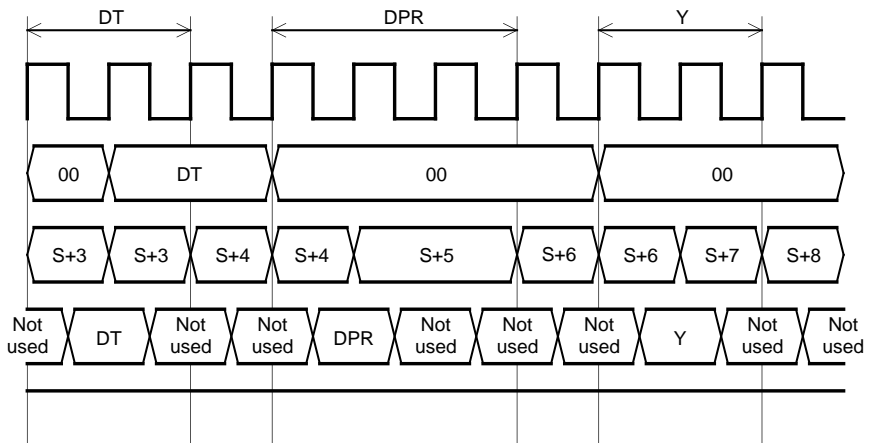 DT DPR Y
00 DT 00 00
S+3 S+3 S+4 S+4 S+5 S+6 S+6 S+7 S+8
Not Not Not Not Not Not Not Not
used DT used used DPR used used used Y used used